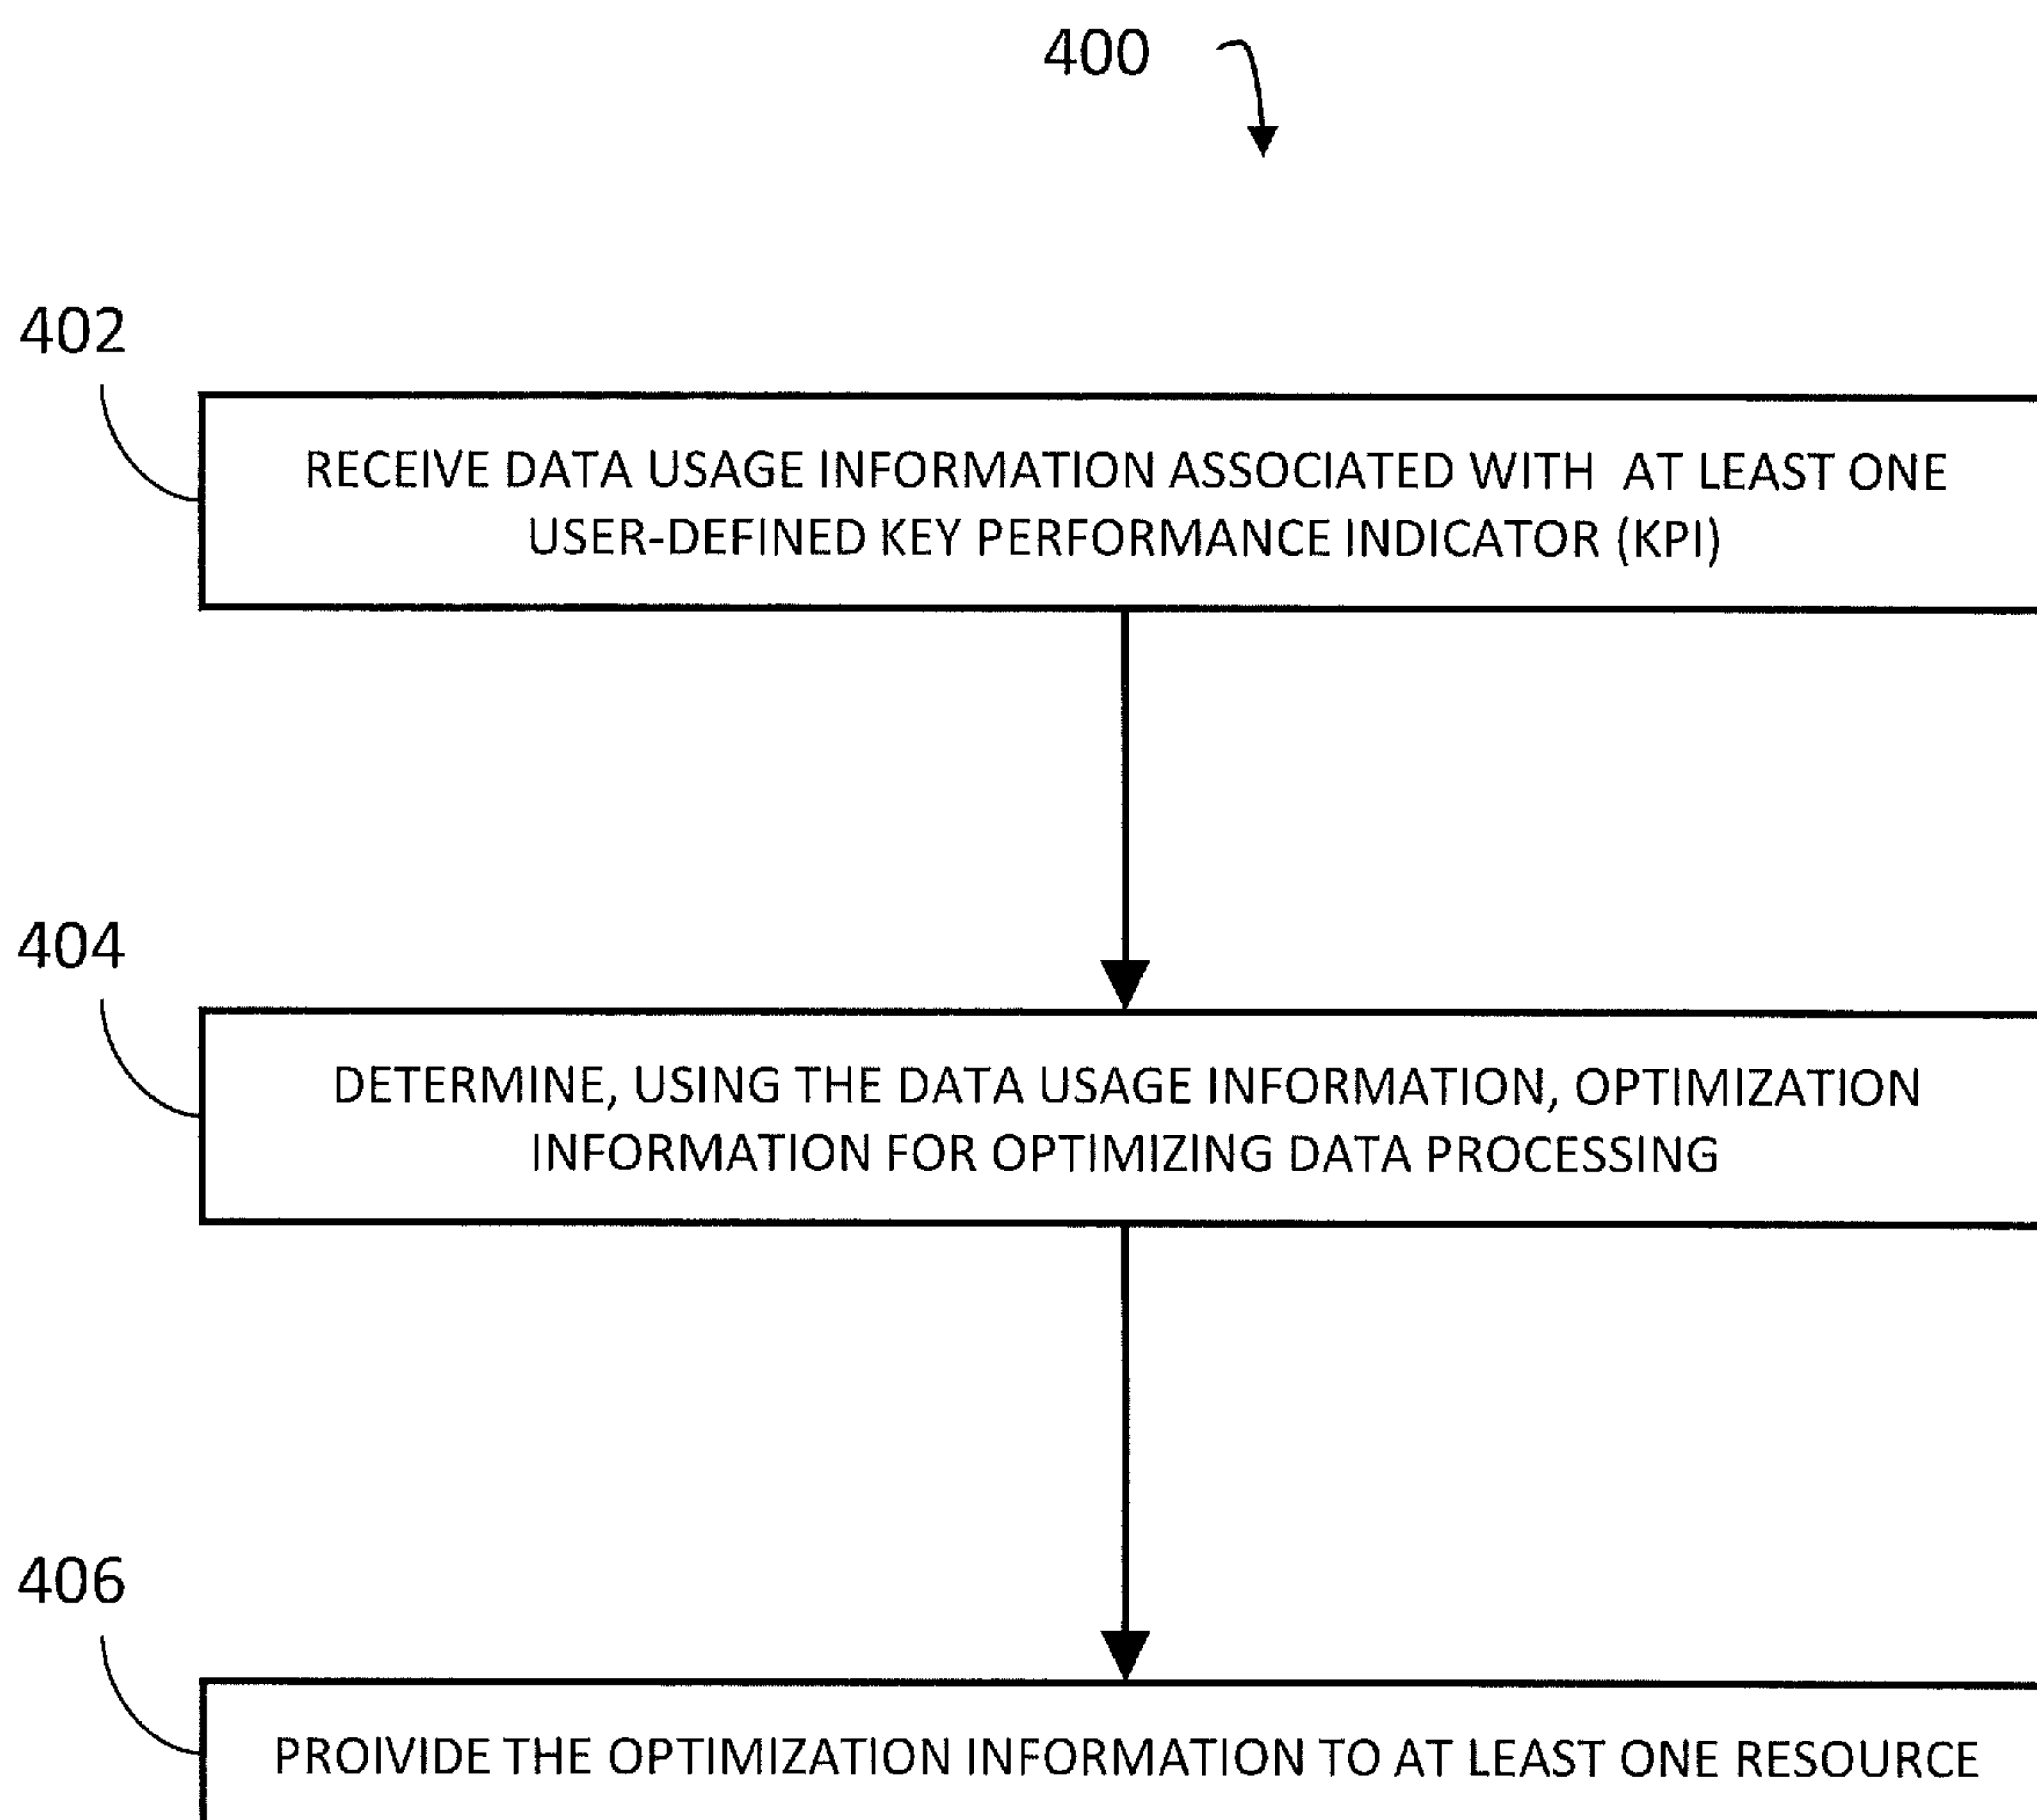 400
402
RECEIVE DATA USAGE INFORMATION ASSOCIATED WITH AT LEAST ONE
USER-DEFINED KEY PERFORMANCE INDICATOR (KPI)
404
DETERMINE, USING THE DATA USAGE INFORMATION, OPTIMIZATION
INFORMATION FOR OPTIMIZING DATA PROCESSING
406
PROIVIDE THE OPTIMIZATION INFORMATION TO AT LEAST ONE RESOURCE